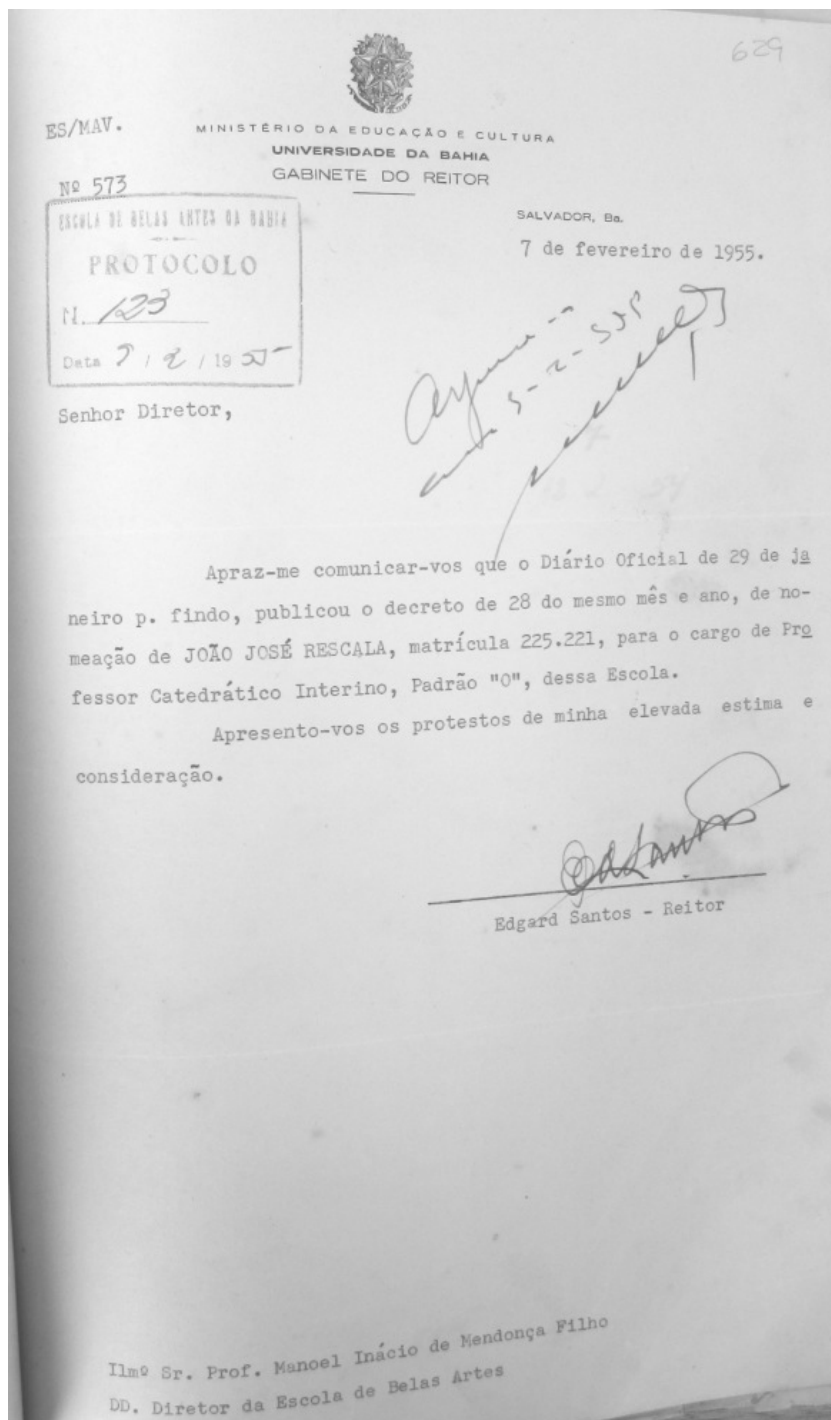 629
ES/MAV.
MINISTÉRIO DA EDUCAÇÃO E CULTURA
UNIVERSIDADE DA BAHIA
GABINETE DO REITOR
Nº 573
ESCOLA DE BELAS ARTES DA BAHIA
PROTOCOLO
N. 123
Data 9 / 2 / 1955
SALVADOR, Ba.
7 de fevereiro de 1955.
Senhor Diretor,
Apraz-me comunicar-vos que o Diário Oficial de 29 de ja
neiro p. findo, publicou o decreto de 28 do mesmo mês e ano, de no-
meação de JOÃO JOSÉ RESCALA, matrícula 225.221, para o cargo de Pro
fessor Catedrático Interino, Padrão "O", dessa Escola.
Apresento-vos os protestos de minha elevada estima e
consideração.
Edgard Santos - Reitor
Ilmº Sr. Prof. Manoel Inácio de Mendonça Filho
DD. Diretor da Escola de Belas Artes